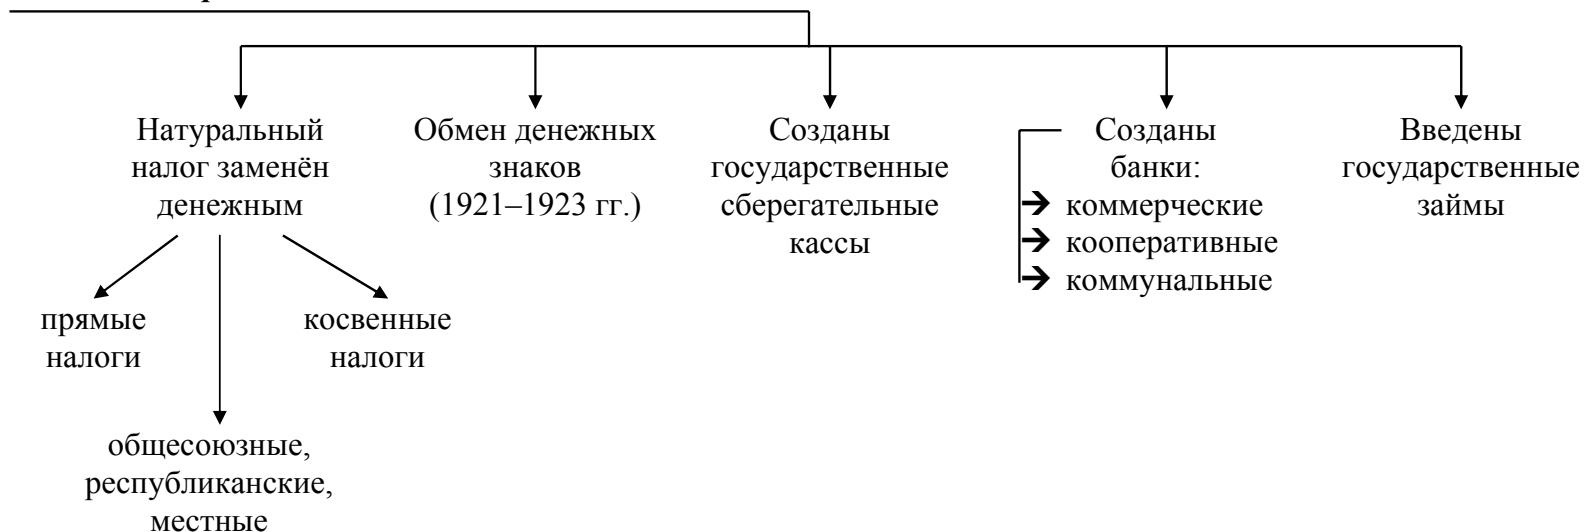 Натуральный
налог заменён
денежным
Обмен денежных
знаков
(1921–1923 гг.)
Созданы
государственные
сберегательные
кассы
Созданы
банки:
коммерческие
кооперативные
коммунальные
Введены
государственные
займы
прямые
налоги
косвенные
налоги
общесоюзные,
республиканские,
местные